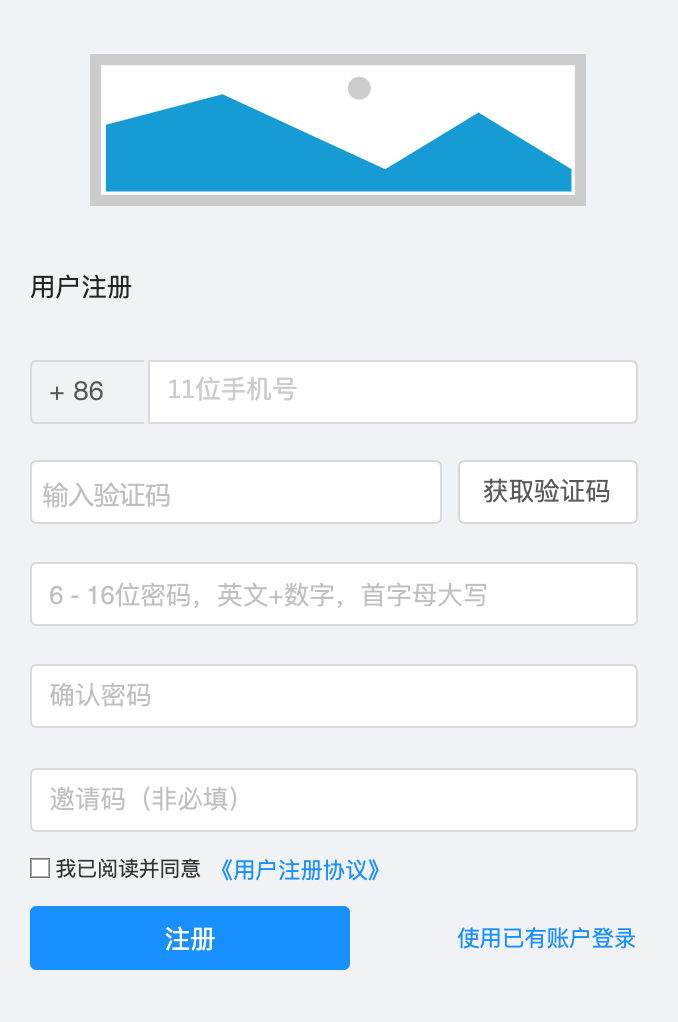 用户注册
+ 86
11位手机号
输入验证码
获取验证码
6 - 16位密码，英文+数字，首字母大写
确认密码
邀请码（非必填）
我已阅读并同意 《用户注册协议》
注册
使用已有账户登录